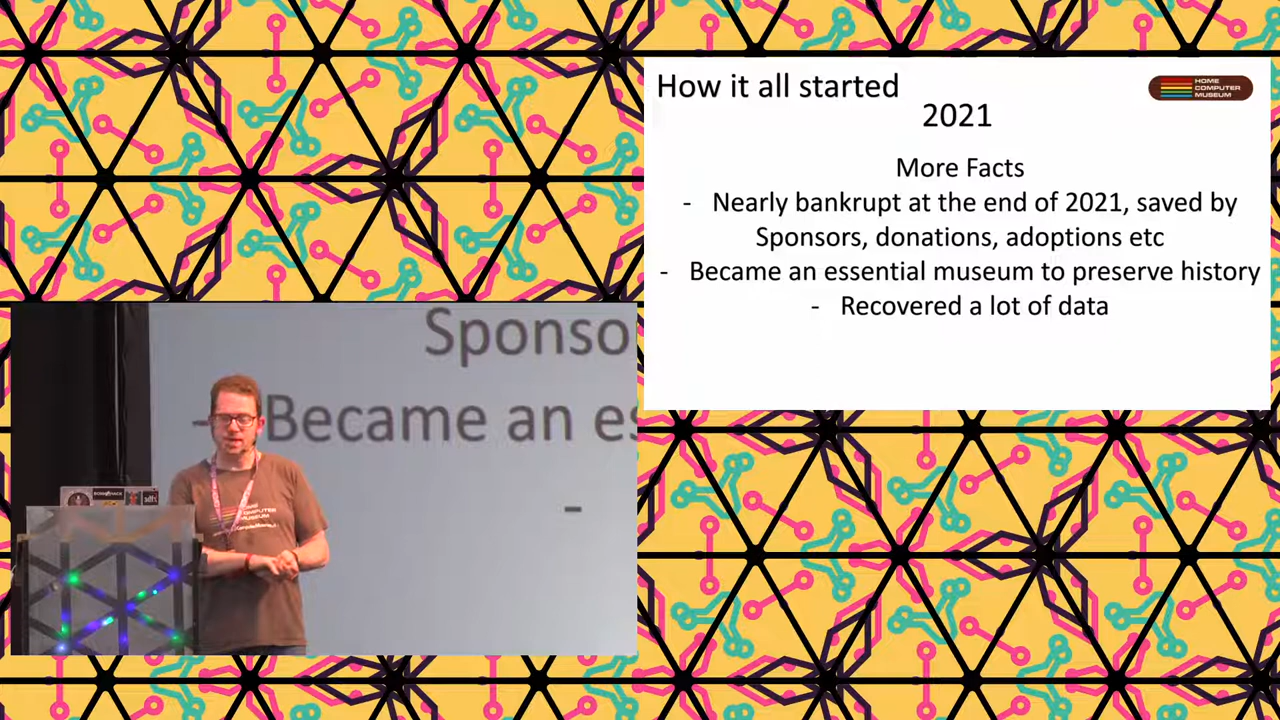 How it all started
HOME
COMPUTER
MUSEUM
2021
More Facts
- Nearly bankrupt at the end of 2021, saved by
Sponsors, donations, adoptions etc
- Became an essential museum to preserve history
- Recovered a lot of data
Sponso
- Became an es
-
COMPUTER
MUSEUM